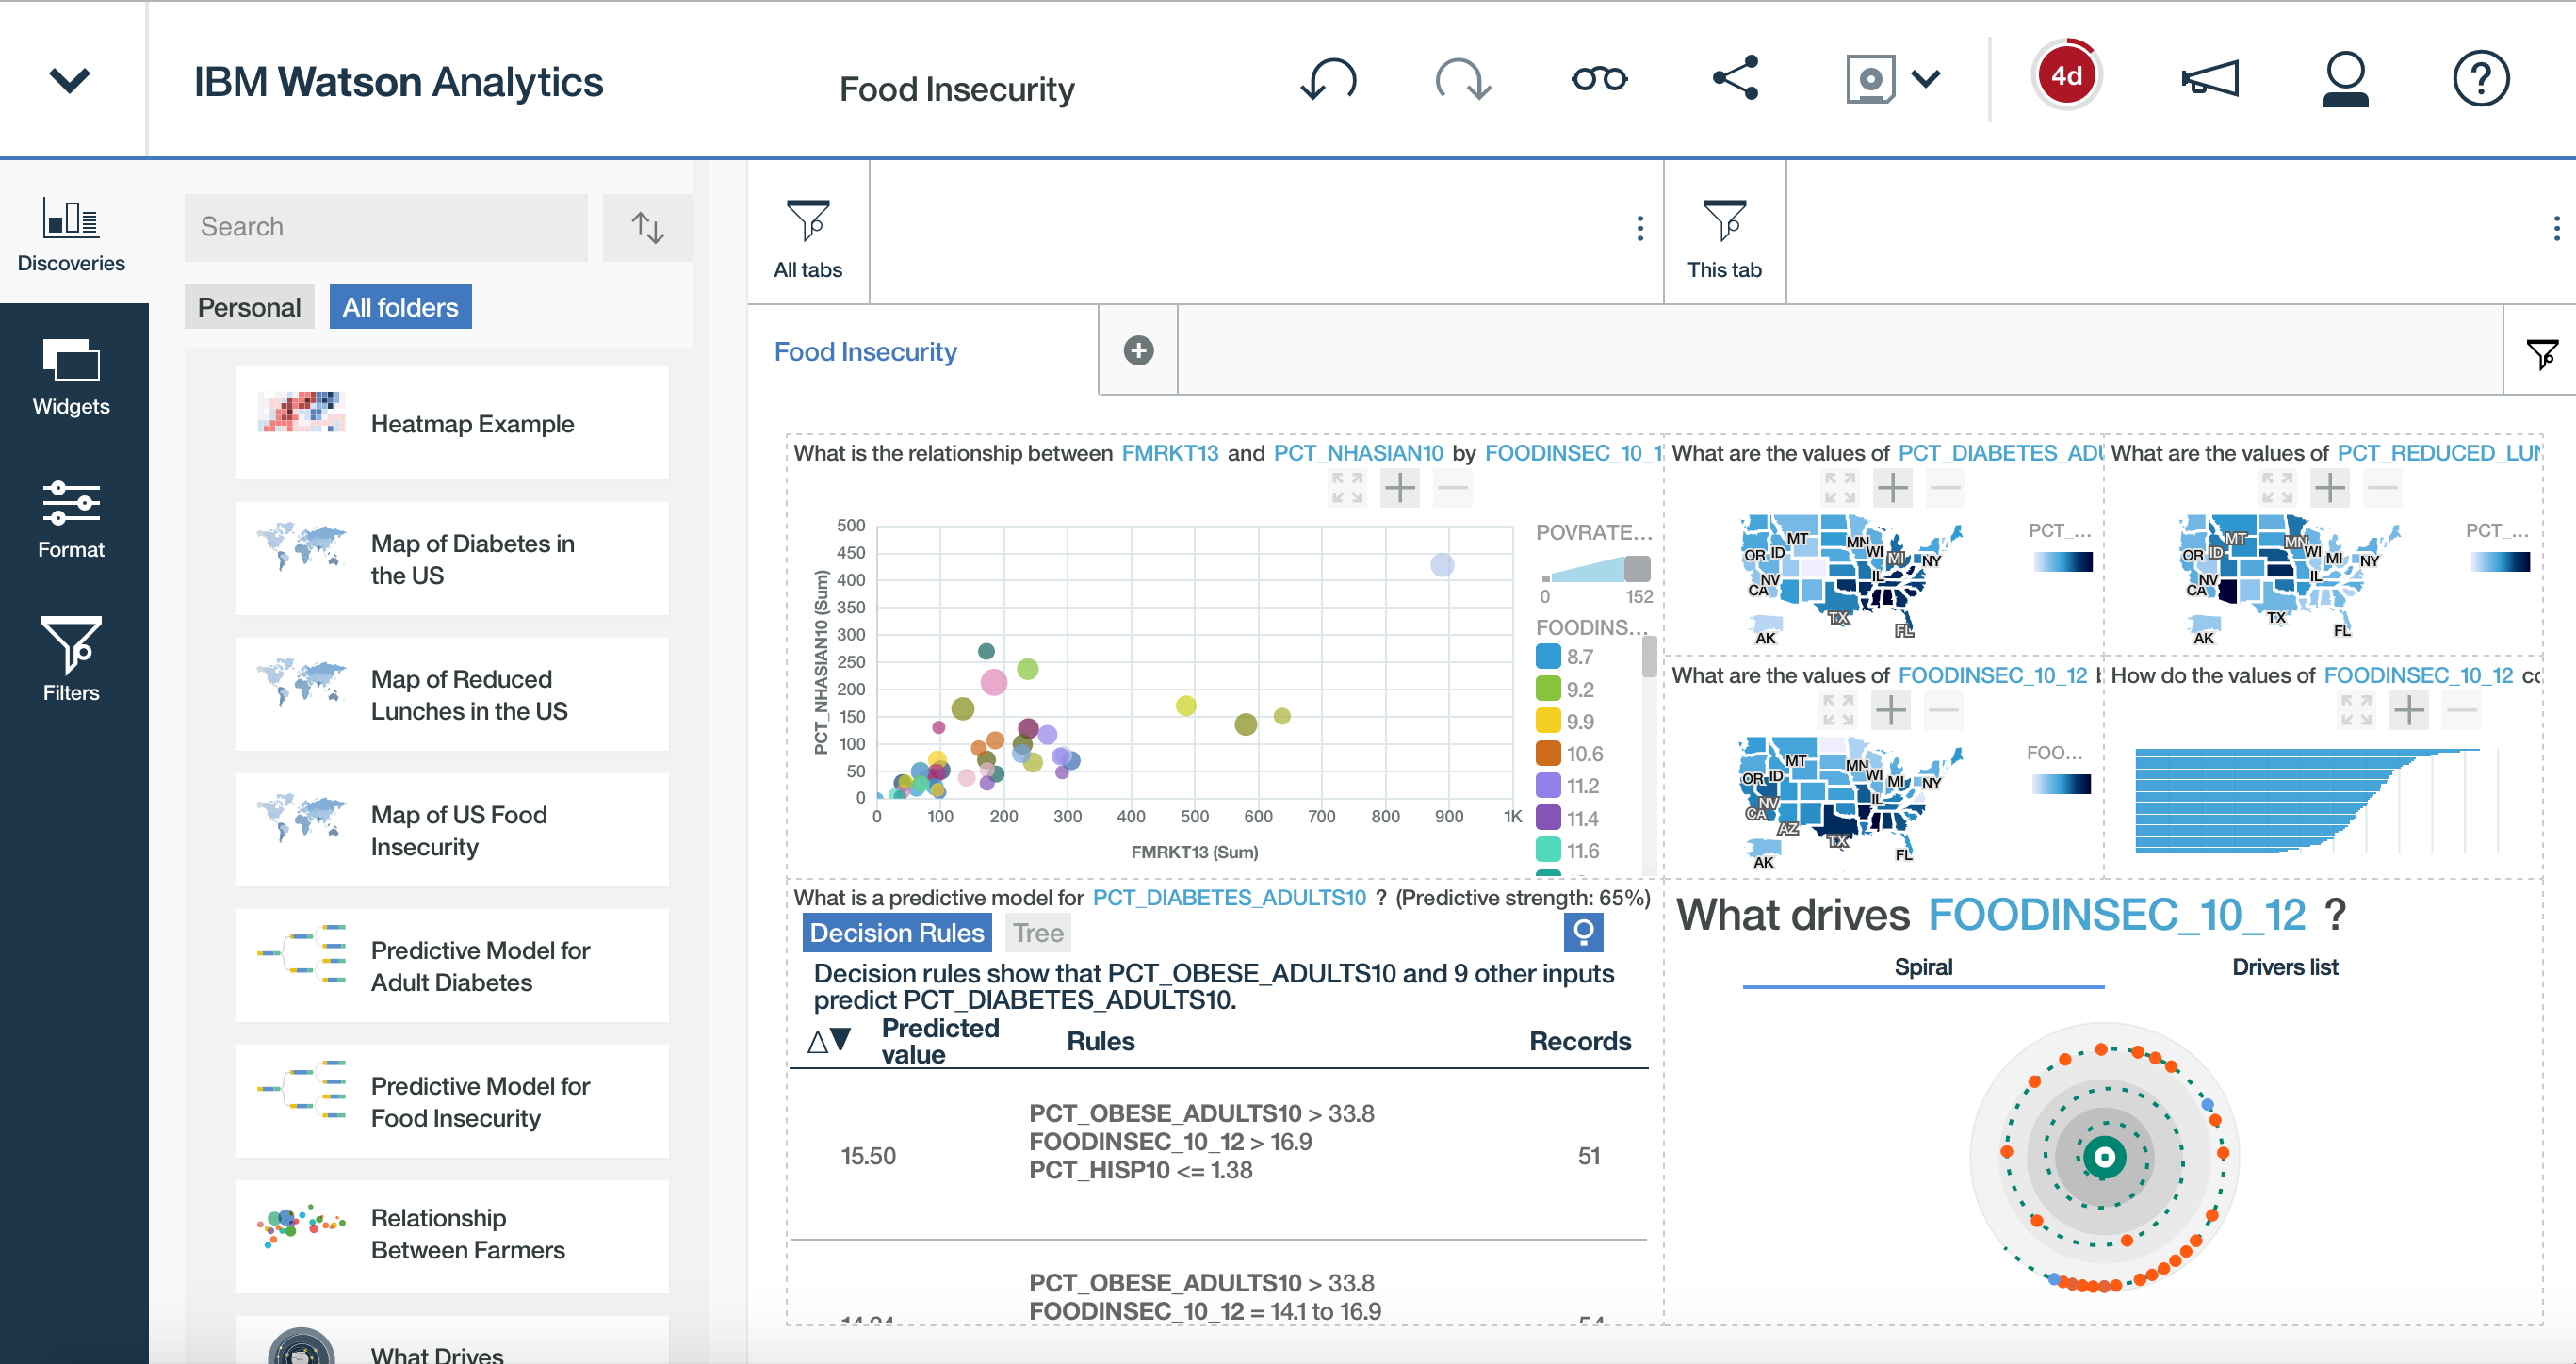 IBM Watson Analytics
Food Insecurity
4d
?
Discoveries
Widgets
Format
Filters
Search
Personal
All folders
Heatmap Example
Map of Diabetes in
the US
Map of Reduced
Lunches in the US
Map of US Food
Insecurity
Predictive Model for
Adult Diabetes
Predictive Model for
Food Insecurity
Relationship
Between Farmers
What Drives
All tabs
This tab
Food Insecurity
What is the relationship between FMRKT13 and PCT_NHASIAN10 by FOODINSEC_10_1
500
450
400
350
300
250
200
150
100
50
0
PCT_NHASIAN10 (Sum)
0 100 200 300 400 500 600 700 800 900 1K
FMRKT13 (Sum)
POVRATE...
0 152
FOODINS...
8.7
9.2
9.9
10.6
11.2
11.4
11.6
What are the values of PCT_DIABETES_ADU
OR ID MT MN WI MI NY
NV CA IL
TX FL
AK
PCT_...
What are the values of PCT_REDUCED_LUN
OR ID MT MN WI MI NY
NV CA IL
TX FL
AK
PCT_...
What are the values of FOODINSEC_10_12
OR ID MT MN WI MI NY
NV CA AZ IL
TX FL
AK
FOO...
How do the values of FOODINSEC_10_12 co
What is a predictive model for PCT_DIABETES_ADULTS10 ? (Predictive strength: 65%)
Decision Rules
Tree
Decision rules show that PCT_OBESE_ADULTS10 and 9 other inputs
predict PCT_DIABETES_ADULTS10.
Predicted
value
Rules
Records
PCT_OBESE_ADULTS10 > 33.8
FOODINSEC_10_12 > 16.9
PCT_HISP10 <= 1.38
15.50
51
PCT_OBESE_ADULTS10 > 33.8
FOODINSEC_10_12 = 14.1 to 16.9
What drives FOODINSEC_10_12 ?
Spiral
Drivers list